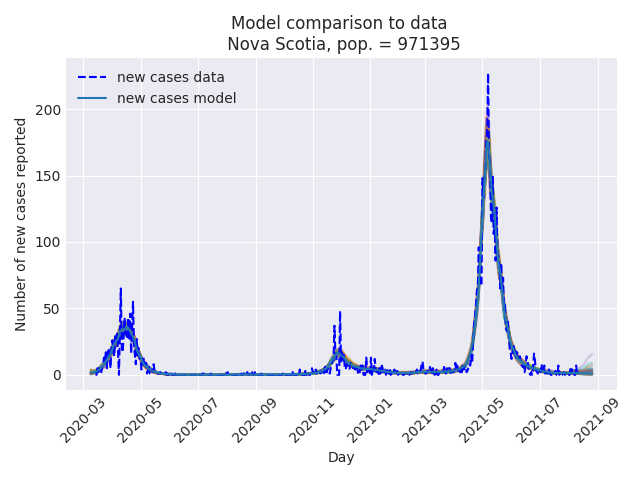 Model comparison to data
Nova Scotia, pop. = 971395
new cases data
new cases model
Number of new cases reported
200
150
100
50
0
2020-03
2020-05
2020-07
2020-09
2020-11
2021-01
2021-03
2021-05
2021-07
2021-09
Day